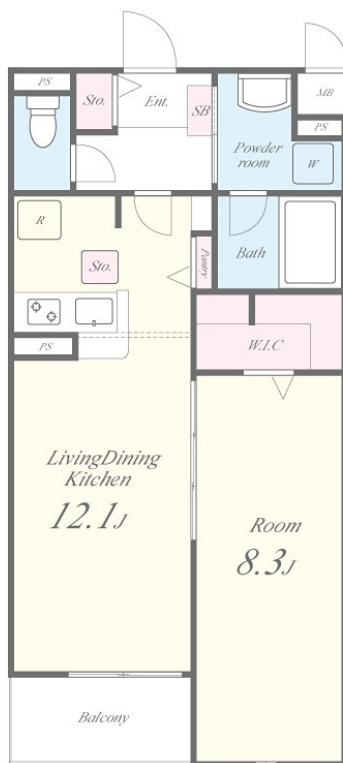 PS
Sto.
Ent.
SB
MB
PS
Powder
room
W
R
Sto.
Pantry
Bath
PS
W.I.C
LivingDining
Kitchen
12.1J
Room
8.3J
Balcony